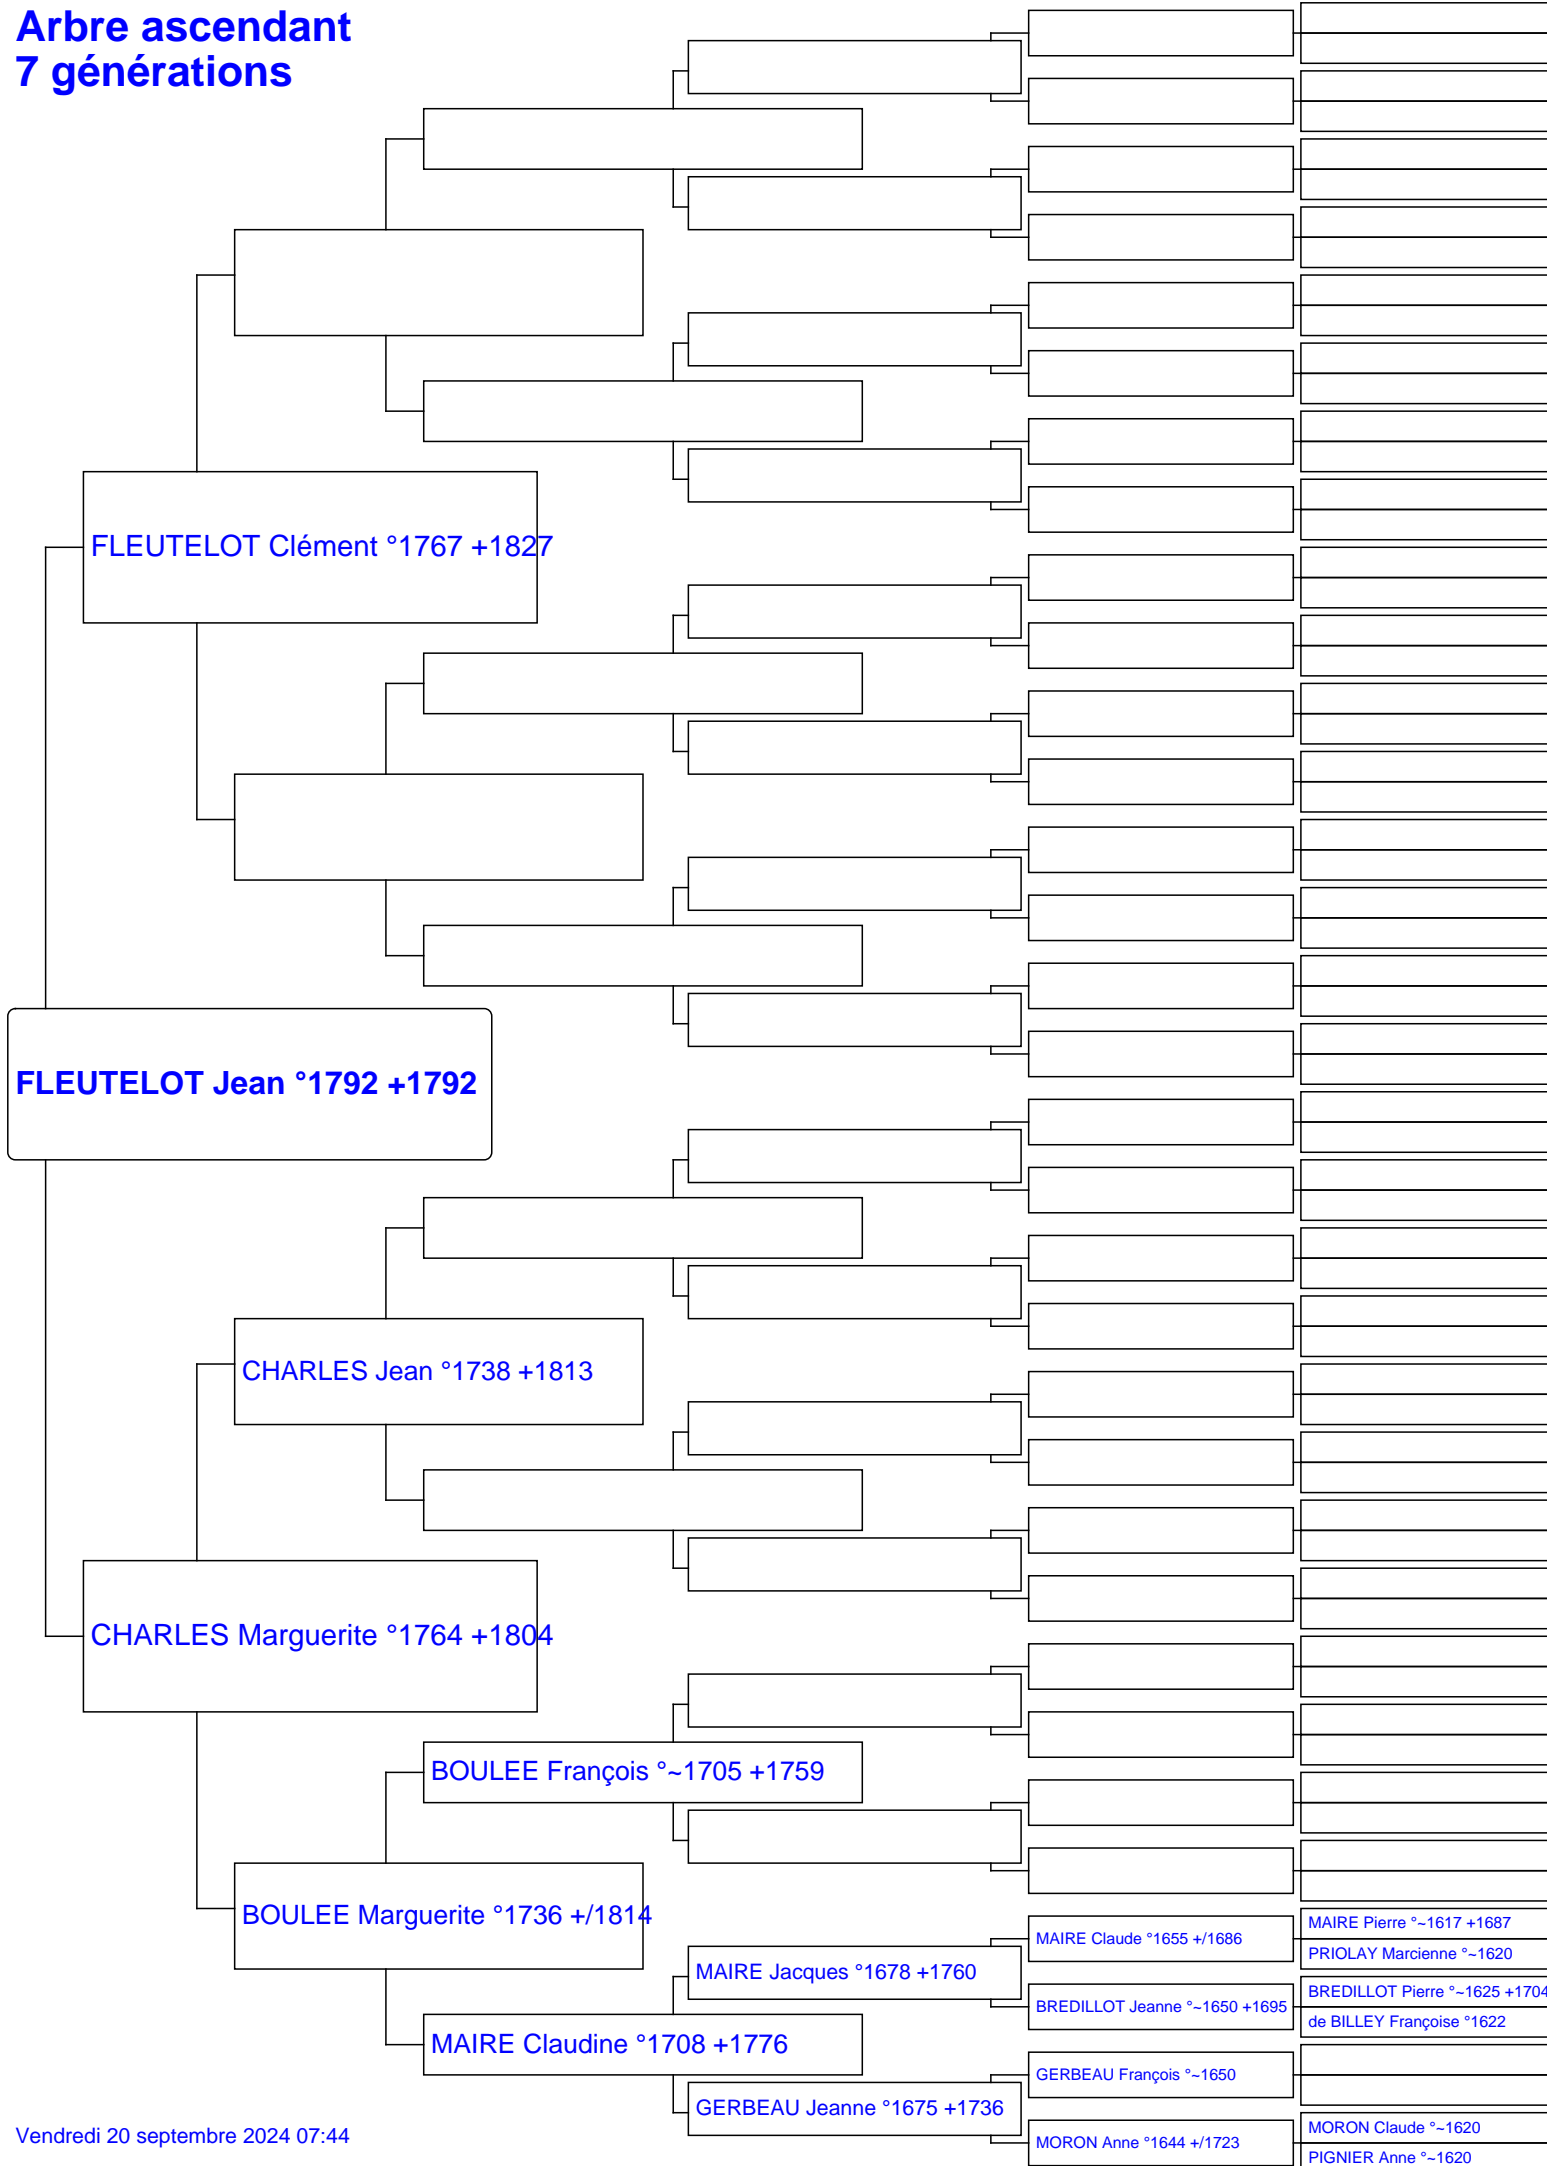 Arbre ascendant
7 générations
FLEUTELOT Clément °1767 +1827
FLEUTELOT Jean °1792 +1792
CHARLES Jean °1738 +1813
CHARLES Marguerite °1764 +1804
BOULEE François °~1705 +1759
BOULEE Marguerite °1736 +/1814
MAIRE Claude °1655 +/1686
MAIRE Pierre °~1617 +1687
PRIOLAY Marcienne °~1620
MAIRE Jacques °1678 +1760
BREDILLOT Jeanne °~1650 +1695
BREDILLOT Pierre °~1625 +1704
de BILLEY Françoise °1622
MAIRE Claudine °1708 +1776
GERBEAU François °~1650
GERBEAU Jeanne °1675 +1736
MORON Anne °1644 +/1723
MORON Claude °~1620
PIGNIER Anne °~1620
Vendredi 20 septembre 2024 07:44